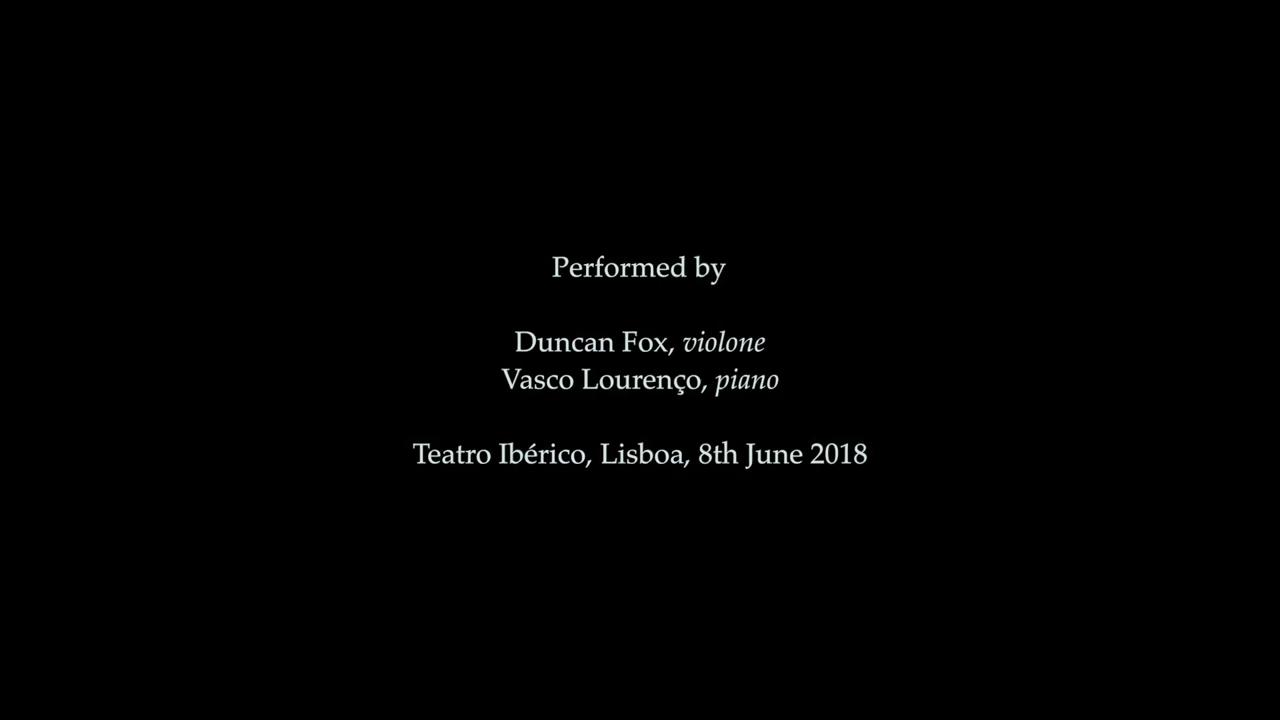 Performed by
Duncan Fox, violone
Vasco Lourenço, piano
Teatro Ibérico, Lisboa, 8th June 2018